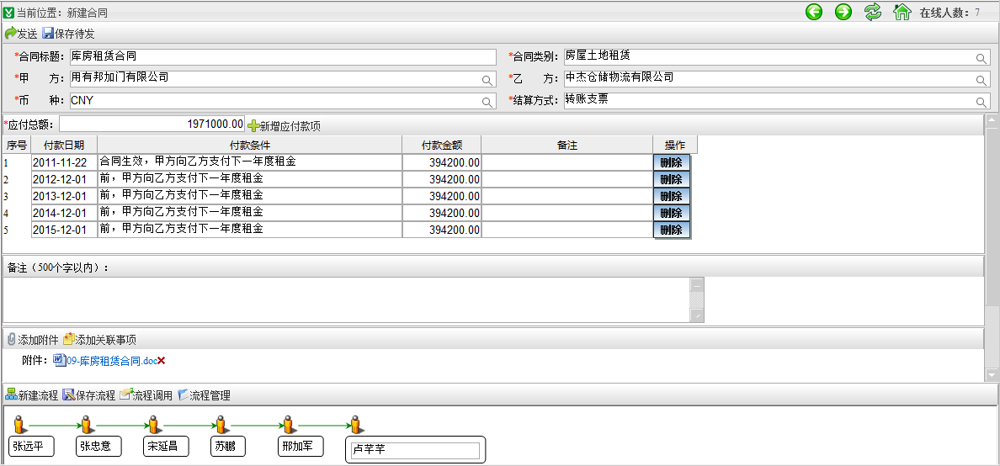 当前位置：新建合同 在线人数：7
发送 保存待发
*合同标题： 库房租赁合同 *合同类别： 房屋土地租赁
*甲 方： 用有邦加门有限公司 *乙 方： 中杰仓储物流有限公司
*币 种： CNY *结算方式： 转账支票
*应付总额： 1971000.00 新增应付款项
序号 付款日期 付款条件 付款金额 备注 操作
1 2011-11-22 合同生效，甲方向乙方支付下一年度租金 394200.00 删除
2 2012-12-01 前，甲方向乙方支付下一年度租金 394200.00 删除
3 2013-12-01 前，甲方向乙方支付下一年度租金 394200.00 删除
4 2014-12-01 前，甲方向乙方支付下一年度租金 394200.00 删除
5 2015-12-01 前，甲方向乙方支付下一年度租金 394200.00 删除
备注（500个字以内）：
添加附件 添加关联事项
附件： 09-库房租赁合同.doc
新建流程 保存流程 流程调用 流程管理
张远平 张忠意 宋延昌 苏鹏 邢加军 卢芊芊